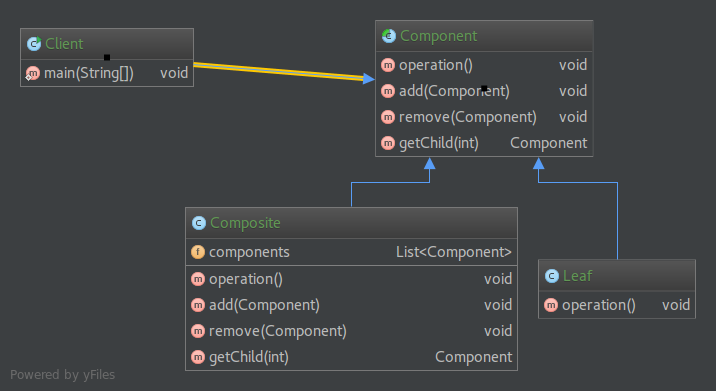 Client
main(String[]) void
Component
operation() void
add(Component) void
remove(Component) void
getChild(int) Component
Composite
components List<Component>
operation() void
add(Component) void
remove(Component) void
getChild(int) Component
Leaf
operation() void
Powered by yFiles